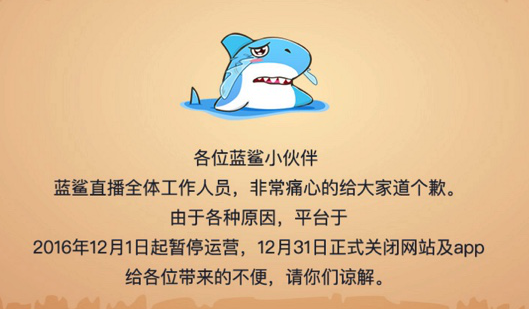 各位蓝鲨小伙伴
蓝鲨直播全体工作人员，非常痛心的给大家道个歉。
由于各种原因，平台于
2016年12月1日起暂停运营，12月31日正式关闭网站及app
给各位带来的不便，请你们谅解。